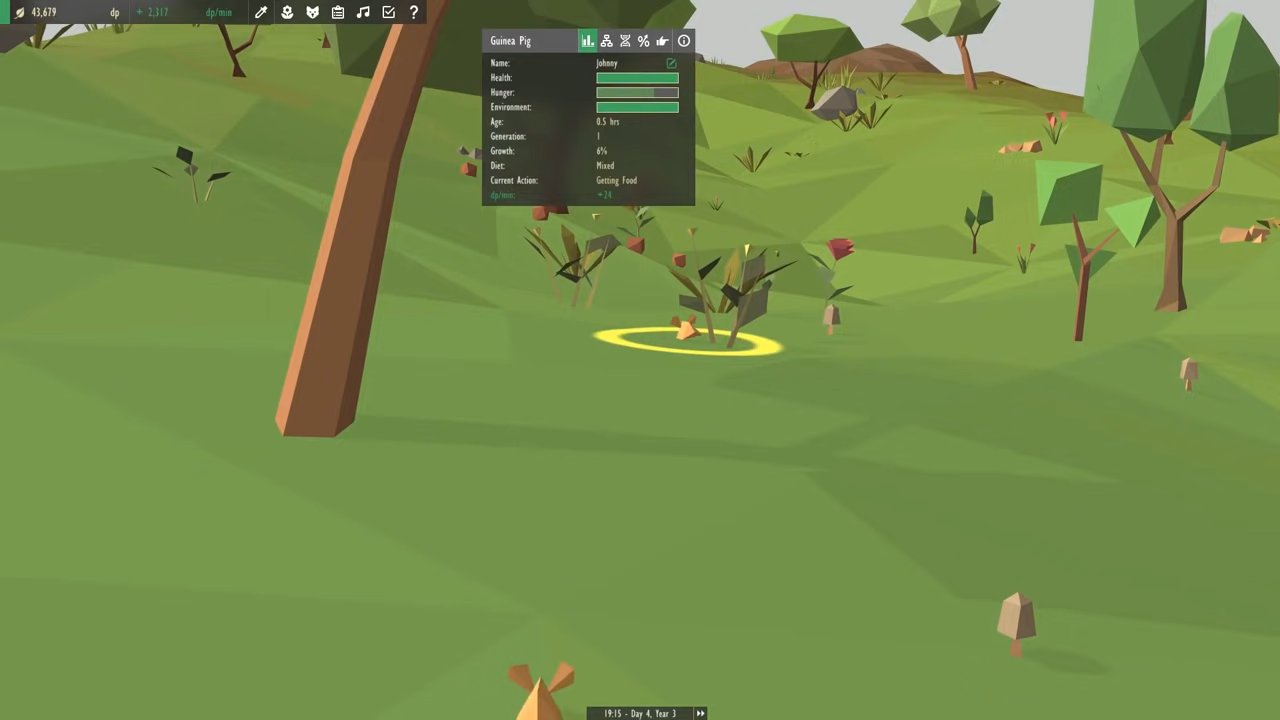 43,679 dp + 2,317 dp/min ?
Guinea Pig
Name: Johnny
Health:
Hunger:
Environment:
Age: 0.5 hrs
Generation: 1
Growth: 6%
Diet: Mixed
Current Action: Getting Food
dp/min: +24
19:15 - Day 4, Year 3